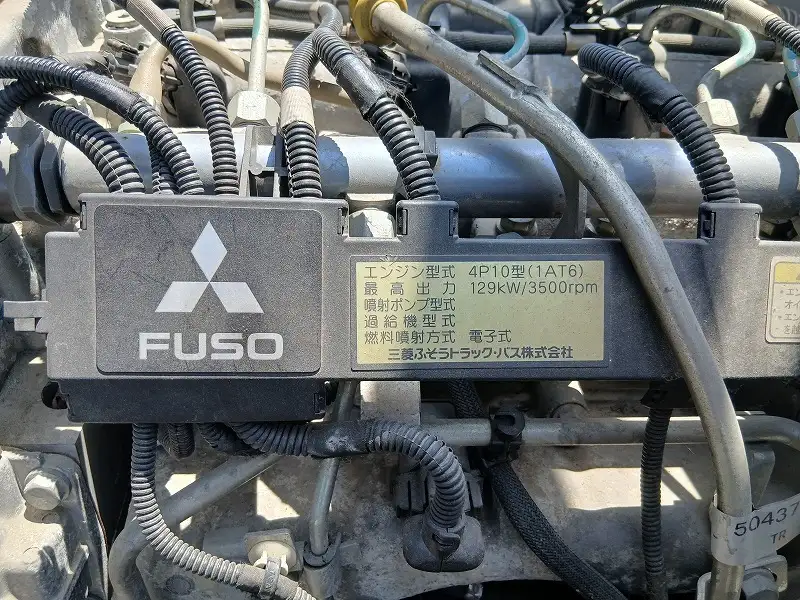 FUSO
エンジン型式 4P10型(1AT6)
最高出力 129kW/3500rpm
噴射ポンプ型式
過給機型式
燃料噴射方式 電子式
三菱ふそうトラック・バス株式会社
50437
TR